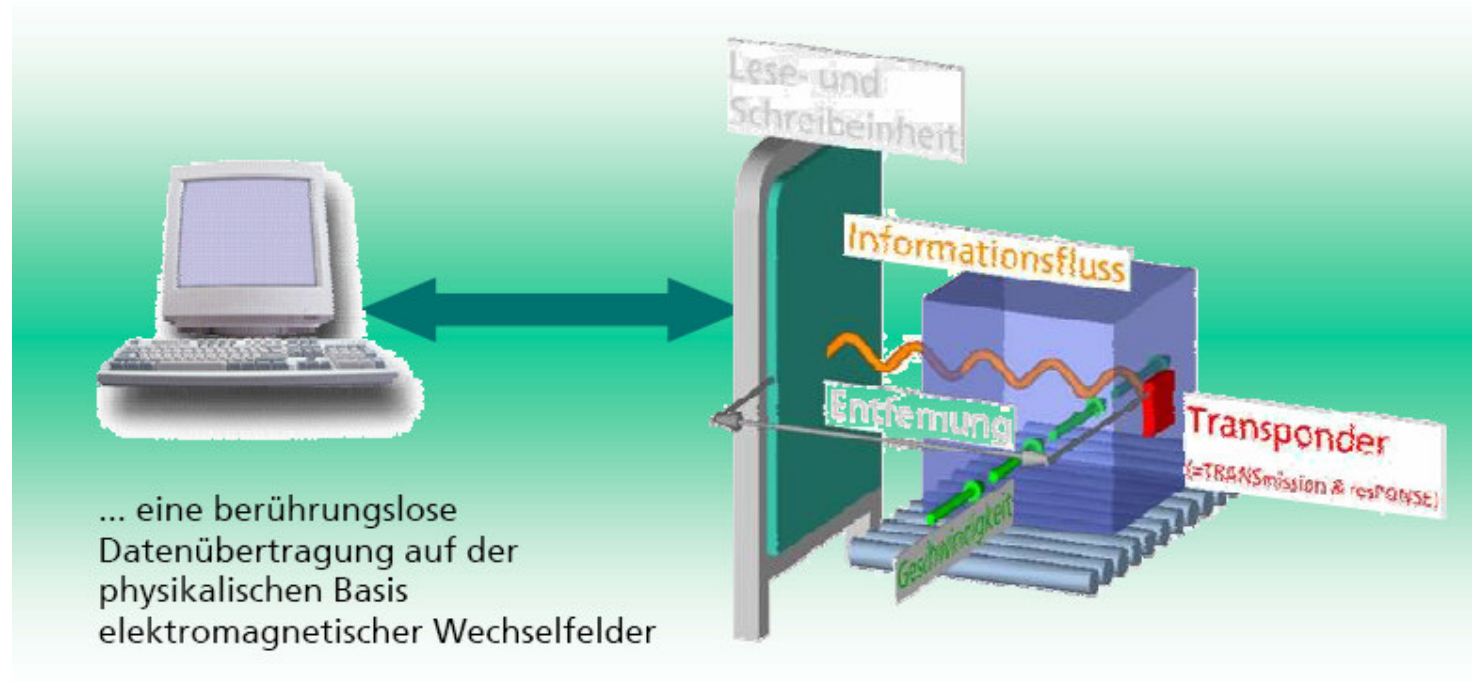 Lese- und
Schreibeinheit
Informationsfluss
Entfernung
Geschwindigkeit
Transponder
(=TRANSmission & resPONSE)
... eine berührungslose
Datenübertragung auf der
physikalischen Basis
elektromagnetischer Wechselfelder